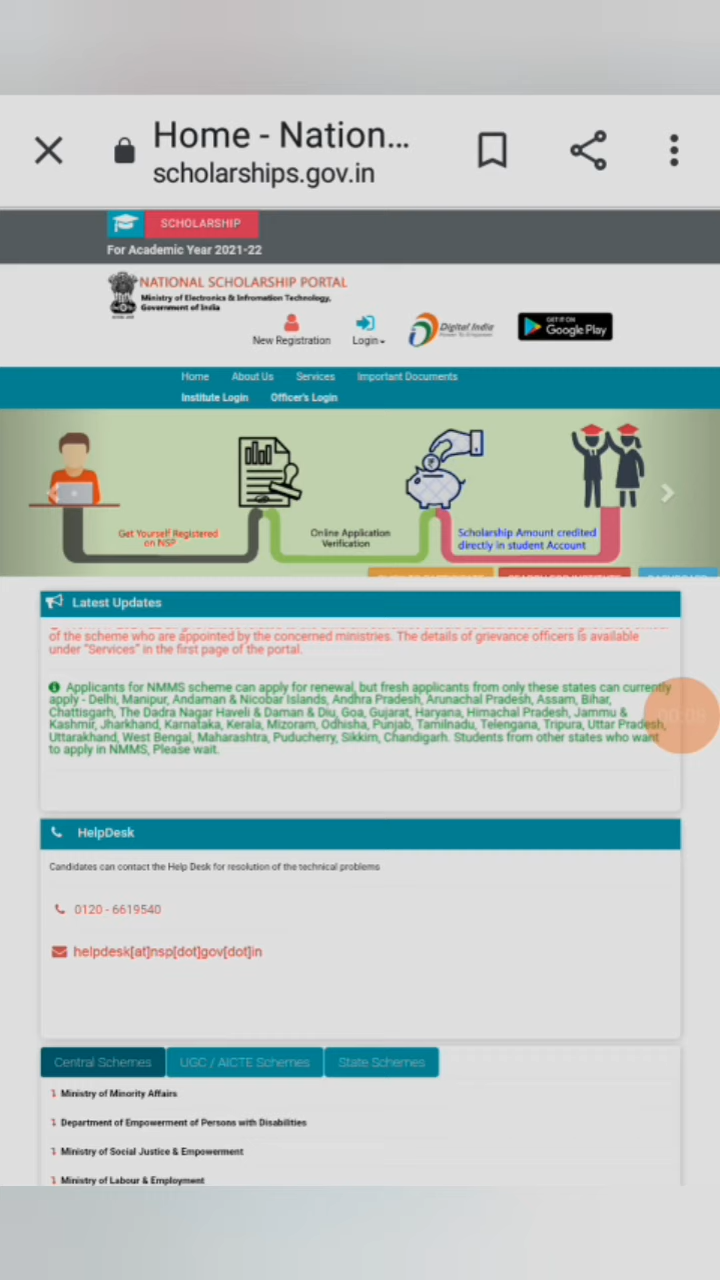 Home - Nation...
scholarships.gov.in
SCHOLARSHIP
For Academic Year 2021-22
NATIONAL SCHOLARSHIP PORTAL
Ministry of Electronics & Infromation Technology,
Government of India
New Registration
Login
Digital India
Power To Empower
GET IT ON
Google Play
Home About Us Services Important Documents
Institute Login Officer's Login
Get Yourself Registered
on NSP
Online Application
Verification
Scholarship Amount credited
directly in student Account
Latest Updates
of the scheme who are appointed by the concerned ministries. The details of grievance officers is available
under "Services" in the first page of the portal.
Applicants for NMMS scheme can apply for renewal, but fresh applicants from only these states can currently
apply - Delhi, Manipur, Andaman & Nicobar Islands, Andhra Pradesh, Arunachal Pradesh, Assam, Bihar,
Chattisgarh, The Dadra Nagar Haveli & Daman & Diu, Goa, Gujarat, Haryana, Himachal Pradesh, Jammu &
Kashmir, Jharkhand, Karnataka, Kerala, Mizoram, Odhisha, Punjab, Tamilnadu, Telengana, Tripura, Uttar Pradesh,
Uttarakhand, West Bengal, Maharashtra, Puducherry, Sikkim, Chandigarh. Students from other states who want
to apply in NMMS, Please wait.
HelpDesk
Candidates can contact the Help Desk for resolution of the technical problems
0120 - 6619540
helpdesk[at]nsp[dot]gov[dot]in
Central Schemes UGC / AICTE Schemes State Schemes
Ministry of Minority Affairs
Department of Empowerment of Persons with Disabilities
Ministry of Social Justice & Empowerment
Ministry of Labour & Employment